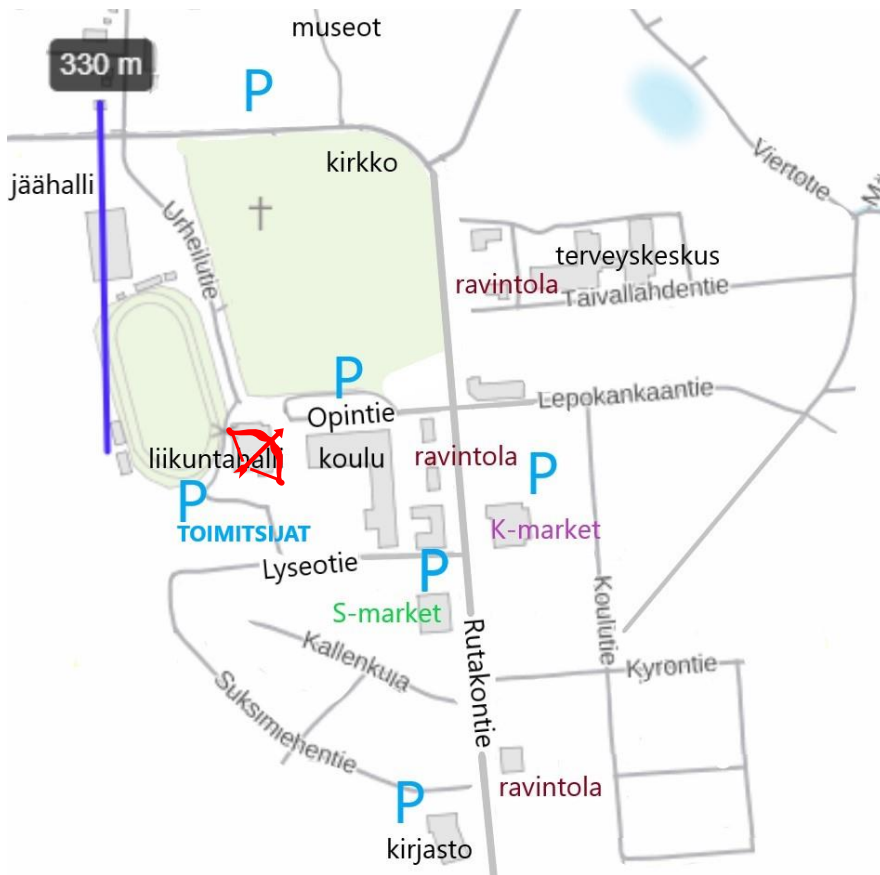 museot
330 m
P
kirkko
jäähalli
Viertotie
Urheilutie
terveyskeskus
ravintola
Taivallahdentie
P
Lepokankaantie
Opintie
liikuntahalli
koulu
ravintola
P
P
TOIMITSIJAT
K-market
Lyseotie
P
S-market
Koulutie
Rutakontie
Kallenkuja
Kyrontie
Suksimiehentie
P
ravintola
kirjasto